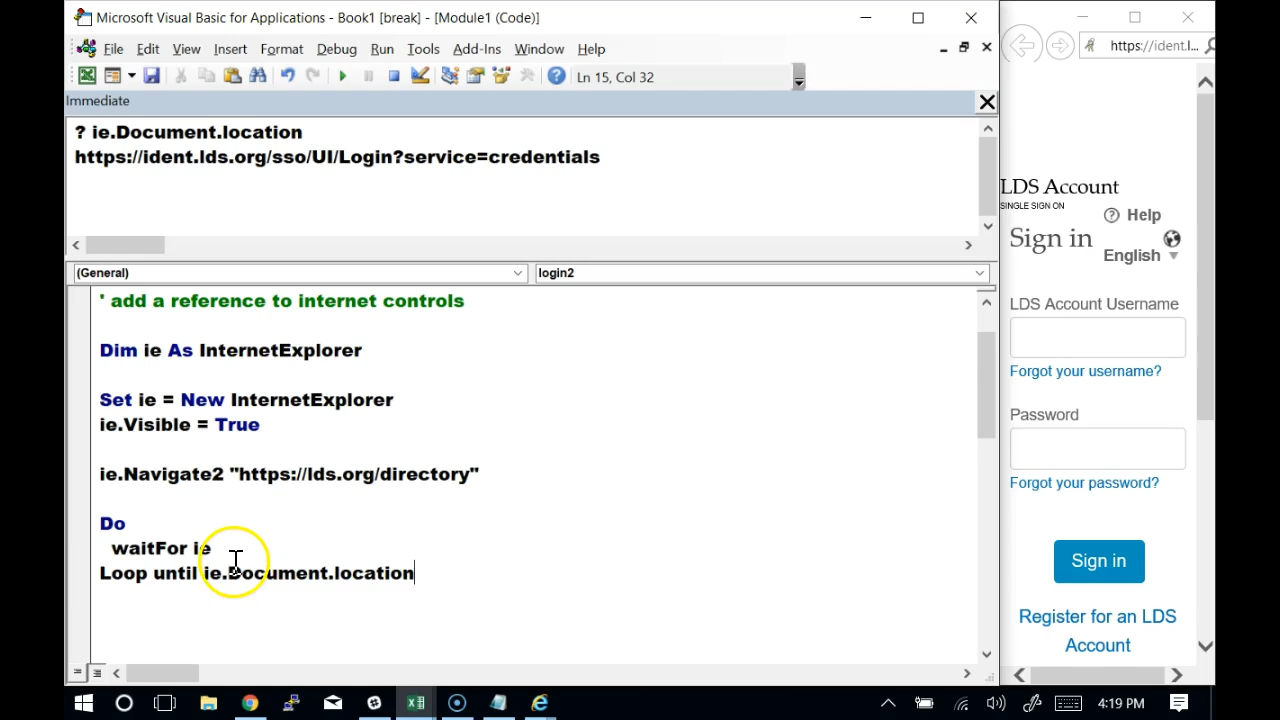 Microsoft Visual Basic for Applications - Book1 [break] - [Module1 (Code)]
File Edit View Insert Format Debug Run Tools Add-Ins Window Help
Ln 15, Col 32
Immediate
? ie.Document.location
https://ident.lds.org/sso/UI/Login?service=credentials
(General) login2
' add a reference to internet controls
Dim ie As InternetExplorer
Set ie = New InternetExplorer
ie.Visible = True
ie.Navigate2 "https://lds.org/directory"
Do
waitFor ie
Loop until ie.Document.location
https://ident.l...
LDS Account
SINGLE SIGN ON
Help
Sign in
English
LDS Account Username
Forgot your username?
Password
Forgot your password?
Sign in
Register for an LDS
Account
4:19 PM